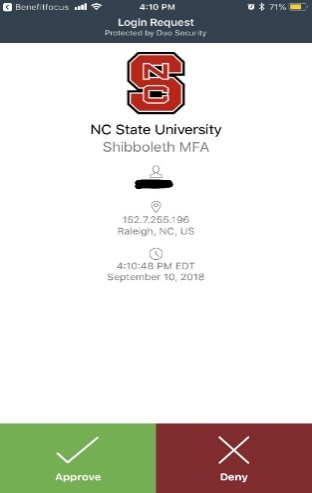 Benefitfocus 4:10 PM 71%
Login Request
Protected by Duo Security
NCS
NC State University
Shibboleth MFA
152.7.255.196
Raleigh, NC, US
4:10:48 PM EDT
September 10, 2018
Approve Deny